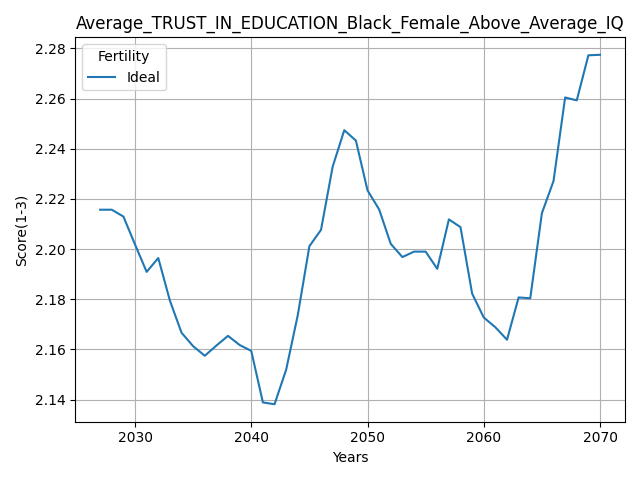 Average_TRUST_IN_EDUCATION_Black_Female_Above_Average_IQ
Fertility
Ideal
2.28
2.26
2.24
2.22
2.20
2.18
2.16
2.14
Score(1-3)
2030 2040 2050 2060 2070
Years